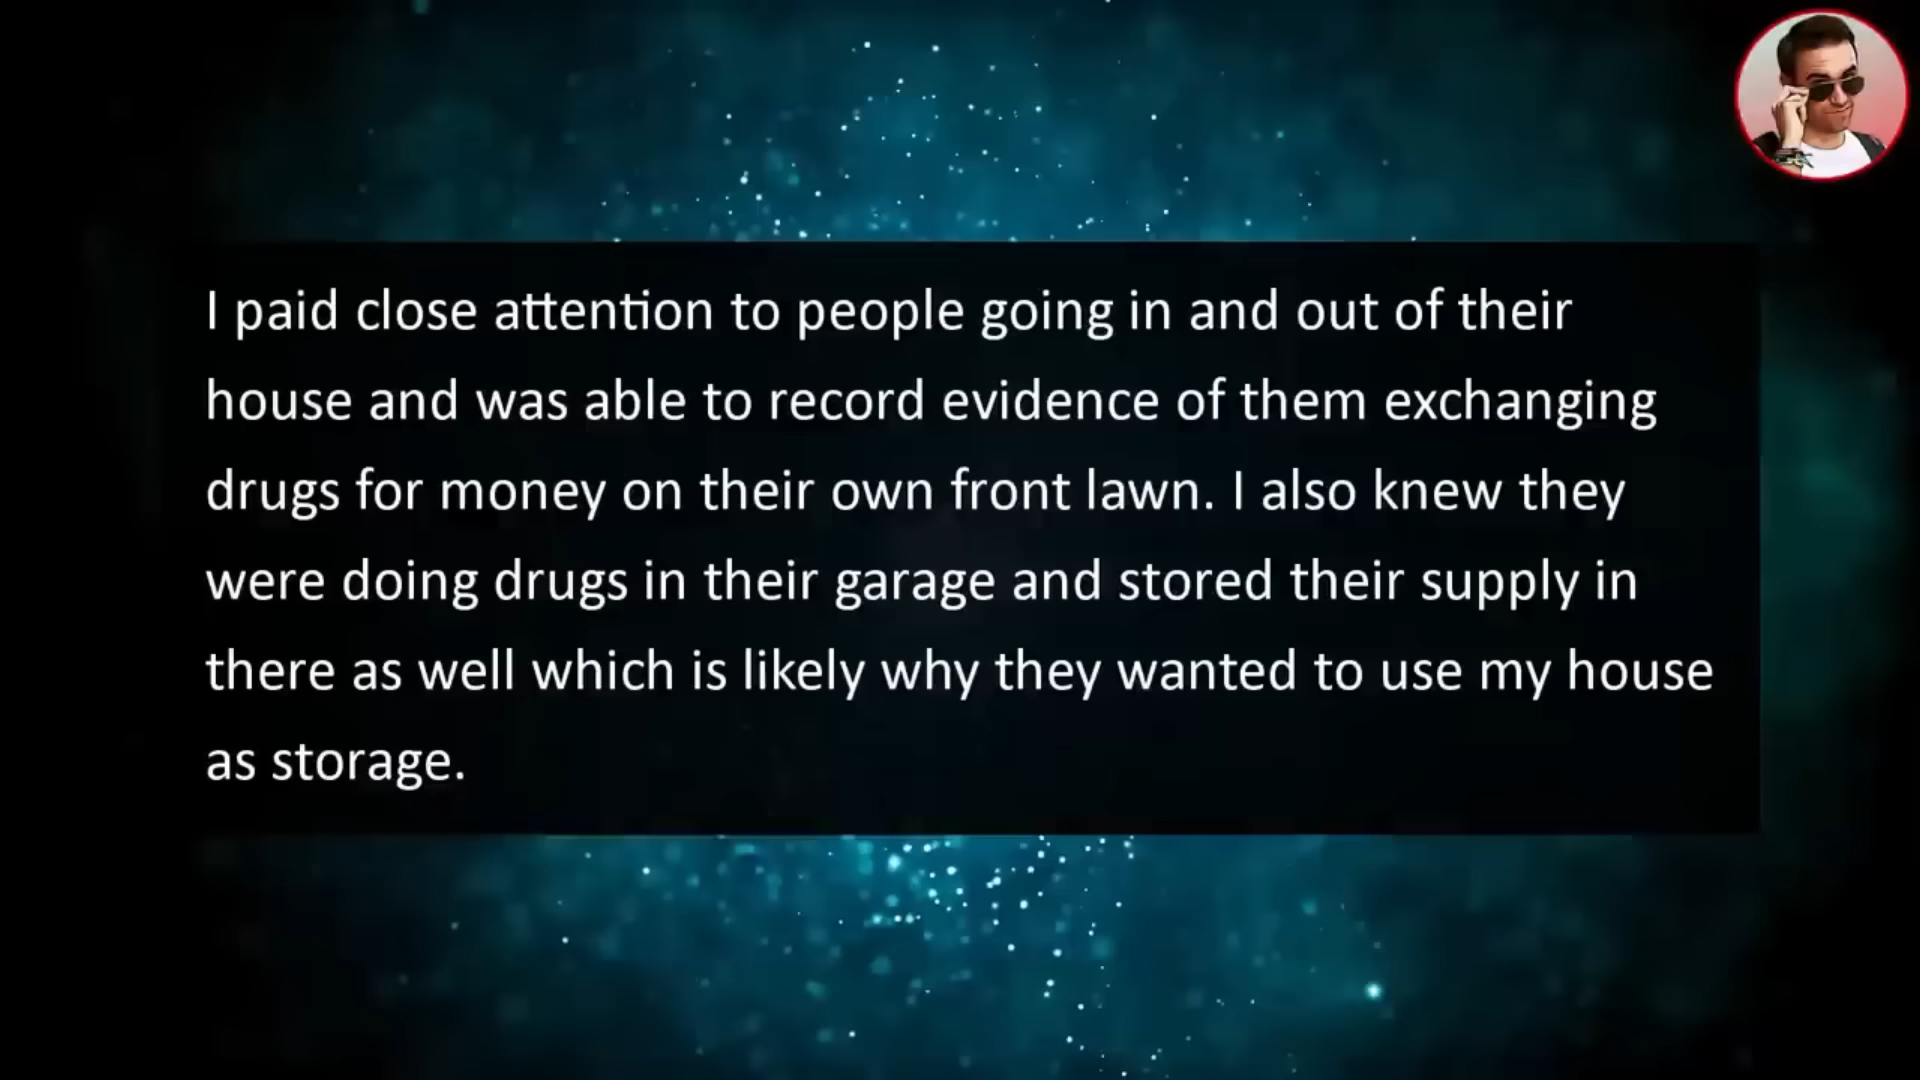 I paid close attention to people going in and out of their
house and was able to record evidence of them exchanging
drugs for money on their own front lawn. I also knew they
were doing drugs in their garage and stored their supply in
there as well which is likely why they wanted to use my house
as storage.